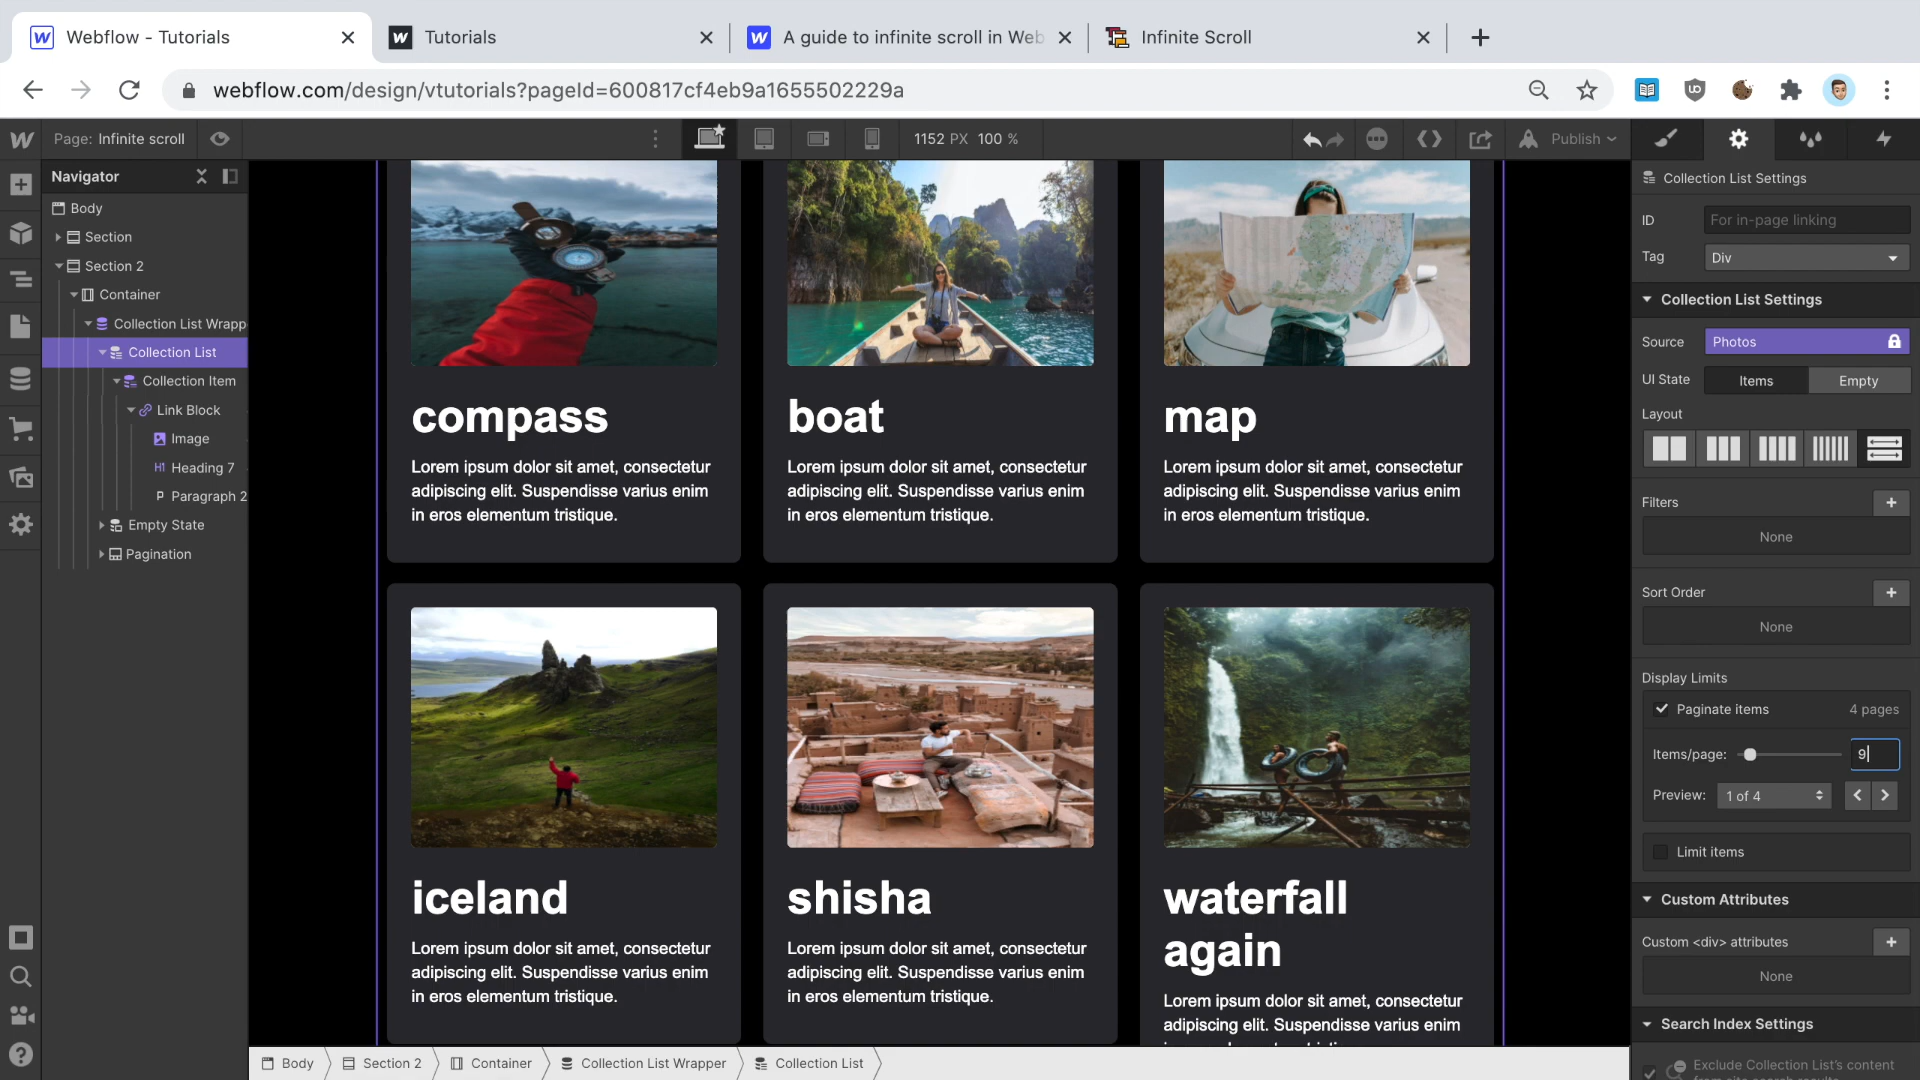 Webflow - Tutorials
Tutorials
A guide to infinite scroll in Web
Infinite Scroll
webflow.com/design/vtutorials?pageId=600817cf4eb9a1655502229a
Page: Infinite scroll
1152 PX 100 %
Publish
Navigator
Body
Section
Section 2
Container
Collection List Wrapp
Collection List
Collection Item
Link Block
Image
H1 Heading 7
P Paragraph 2
Empty State
Pagination
compass
Lorem ipsum dolor sit amet, consectetur
adipiscing elit. Suspendisse varius enim
in eros elementum tristique.
boat
Lorem ipsum dolor sit amet, consectetur
adipiscing elit. Suspendisse varius enim
in eros elementum tristique.
map
Lorem ipsum dolor sit amet, consectetur
adipiscing elit. Suspendisse varius enim
in eros elementum tristique.
iceland
Lorem ipsum dolor sit amet, consectetur
adipiscing elit. Suspendisse varius enim
in eros elementum tristique.
shisha
Lorem ipsum dolor sit amet, consectetur
adipiscing elit. Suspendisse varius enim
in eros elementum tristique.
waterfall
again
Lorem ipsum dolor sit amet, consectetur
adipiscing elit. Suspendisse varius enim
Collection List Settings
ID For in-page linking
Tag Div
Collection List Settings
Source Photos
UI State Items Empty
Layout
Filters
None
Sort Order
None
Display Limits
Paginate items 4 pages
Items/page: 9
Preview: 1 of 4
Limit items
Custom Attributes
Custom <div> attributes
None
Search Index Settings
Exclude Collection List's content
Body Section 2 Container Collection List Wrapper Collection List